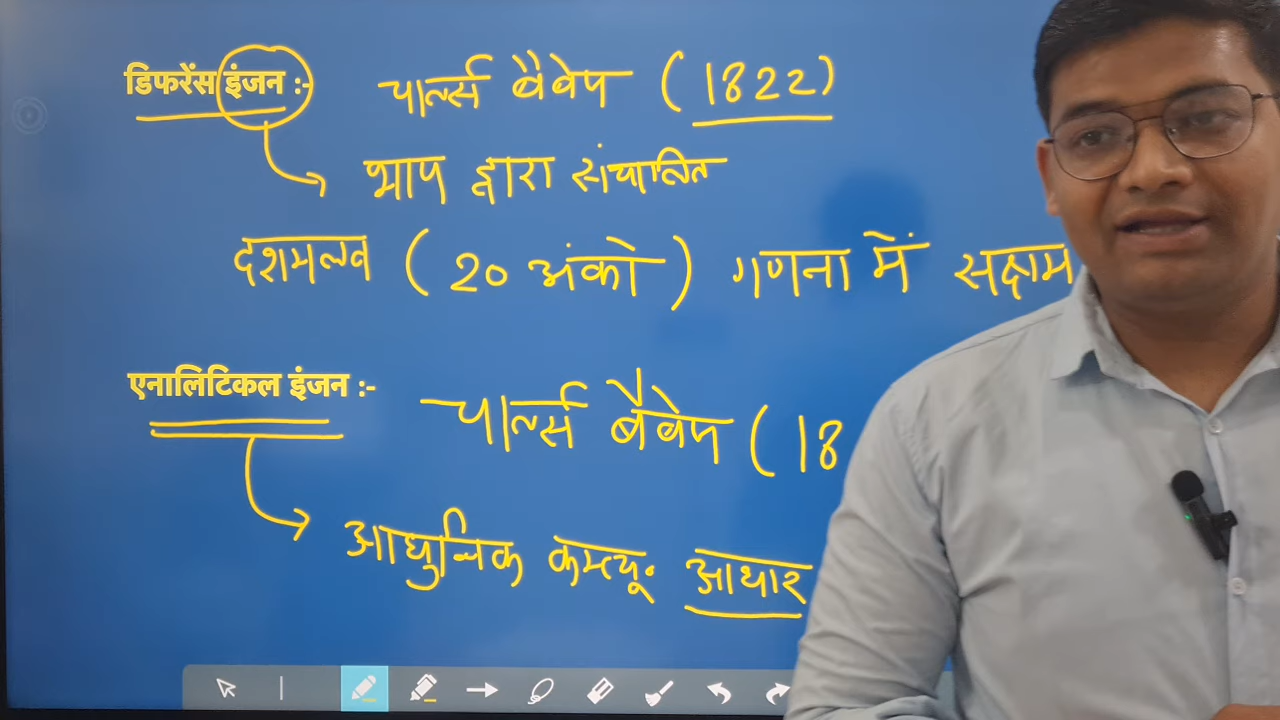 डिफरेंस इंजन :- चार्ल्स बैवेज (1822)
भाप द्वारा संचालित
दशमलव (20 अंको) गणना में सक्षम
एनालिटिकल इंजन :- चार्ल्स बैवेज (18
आधुनिक कम्प्यू. आधार